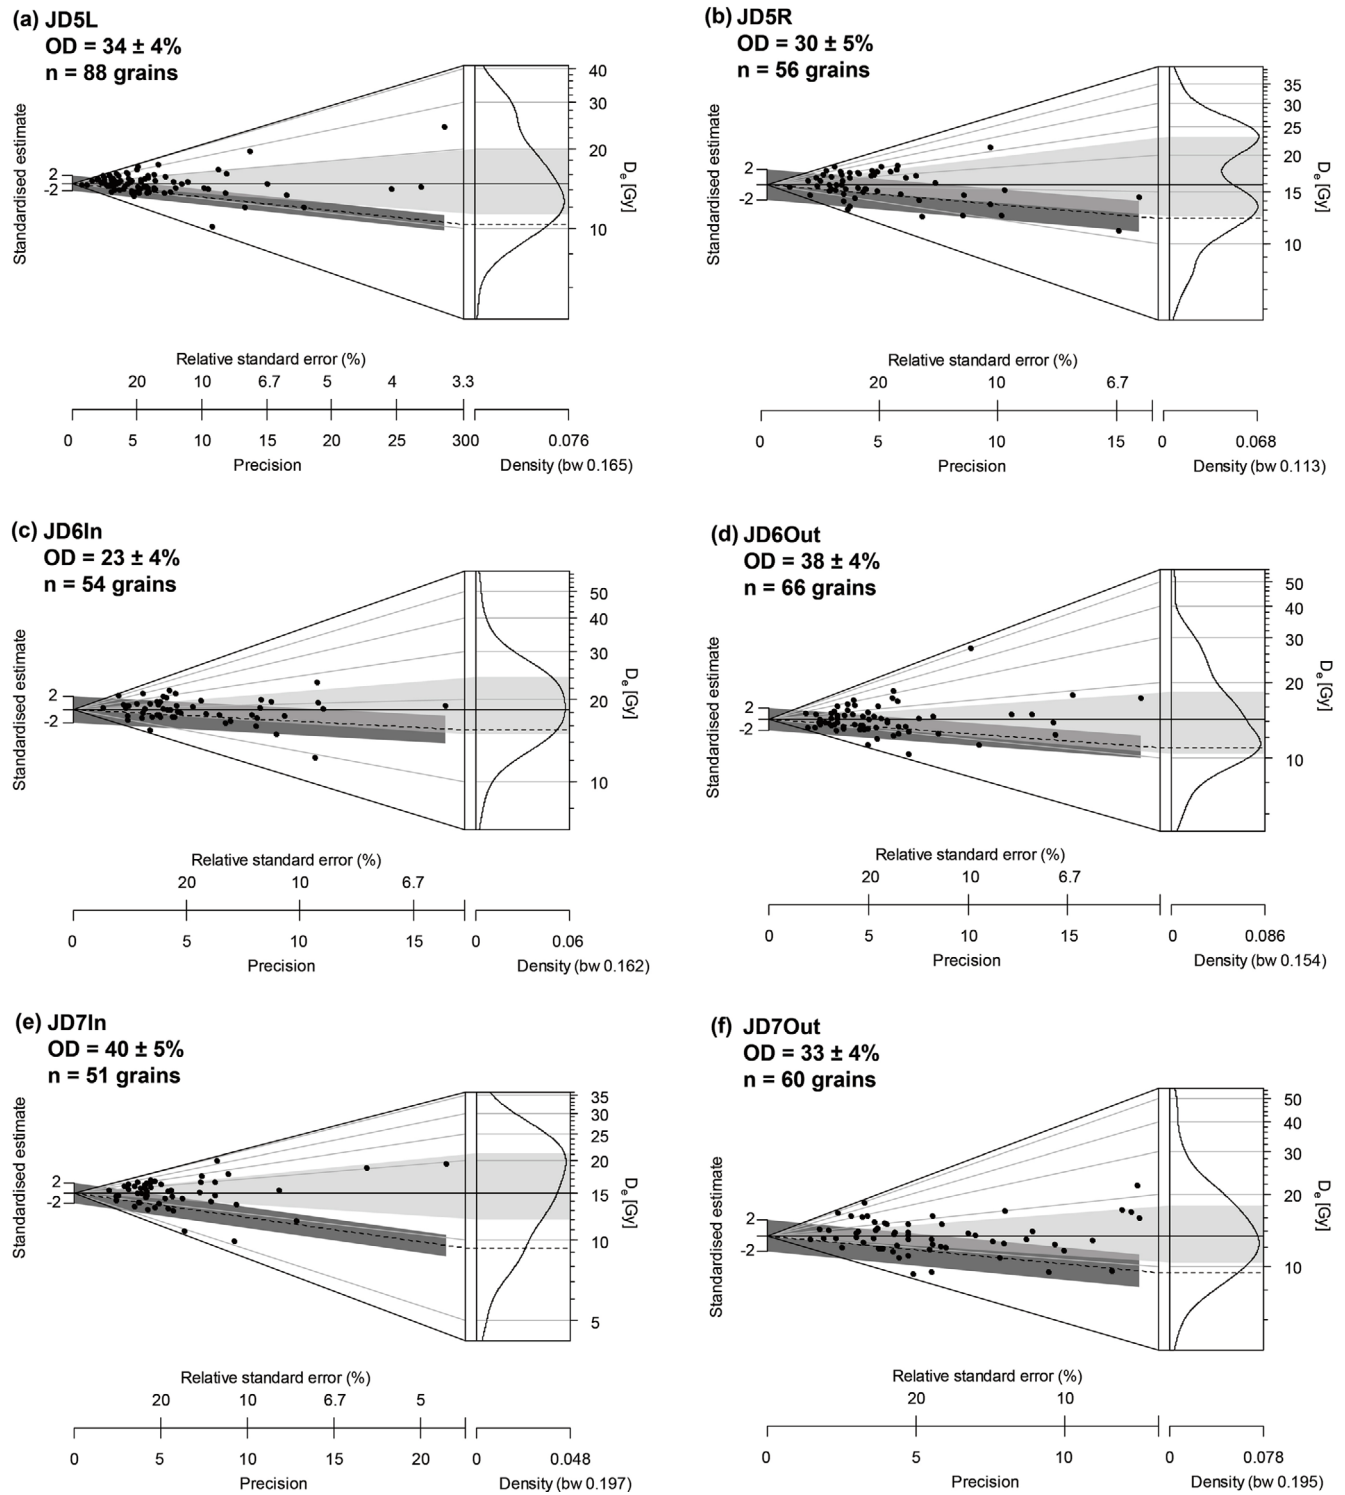 (a) JD5L
OD = 34 ± 4%
n = 88 grains
Standardised estimate
2
-2
40
30
20
10
De [Gy]
Relative standard error (%)
20 10 6.7 5 4 3.3
0 5 10 15 20 25 300 0.076
Precision Density (bw 0.165)
(b) JD5R
OD = 30 ± 5%
n = 56 grains
Standardised estimate
2
-2
35
30
25
20
15
10
De [Gy]
Relative standard error (%)
20 10 6.7
0 5 10 15 0 0.068
Precision Density (bw 0.113)
(c) JD6In
OD = 23 ± 4%
n = 54 grains
Standardised estimate
2
-2
50
40
30
20
10
De [Gy]
Relative standard error (%)
20 10 6.7
0 5 10 15 0 0.06
Precision Density (bw 0.162)
(d) JD6Out
OD = 38 ± 4%
n = 66 grains
Standardised estimate
2
-2
50
40
30
20
10
De [Gy]
Relative standard error (%)
20 10 6.7
0 5 10 15 0 0.086
Precision Density (bw 0.154)
(e) JD7In
OD = 40 ± 5%
n = 51 grains
Standardised estimate
2
-2
35
30
25
20
15
10
5
De [Gy]
Relative standard error (%)
20 10 6.7 5
0 5 10 15 20 0 0.048
Precision Density (bw 0.197)
(f) JD7Out
OD = 33 ± 4%
n = 60 grains
Standardised estimate
2
-2
50
40
30
20
10
De [Gy]
Relative standard error (%)
20 10
0 5 10 0 0.078
Precision Density (bw 0.195)